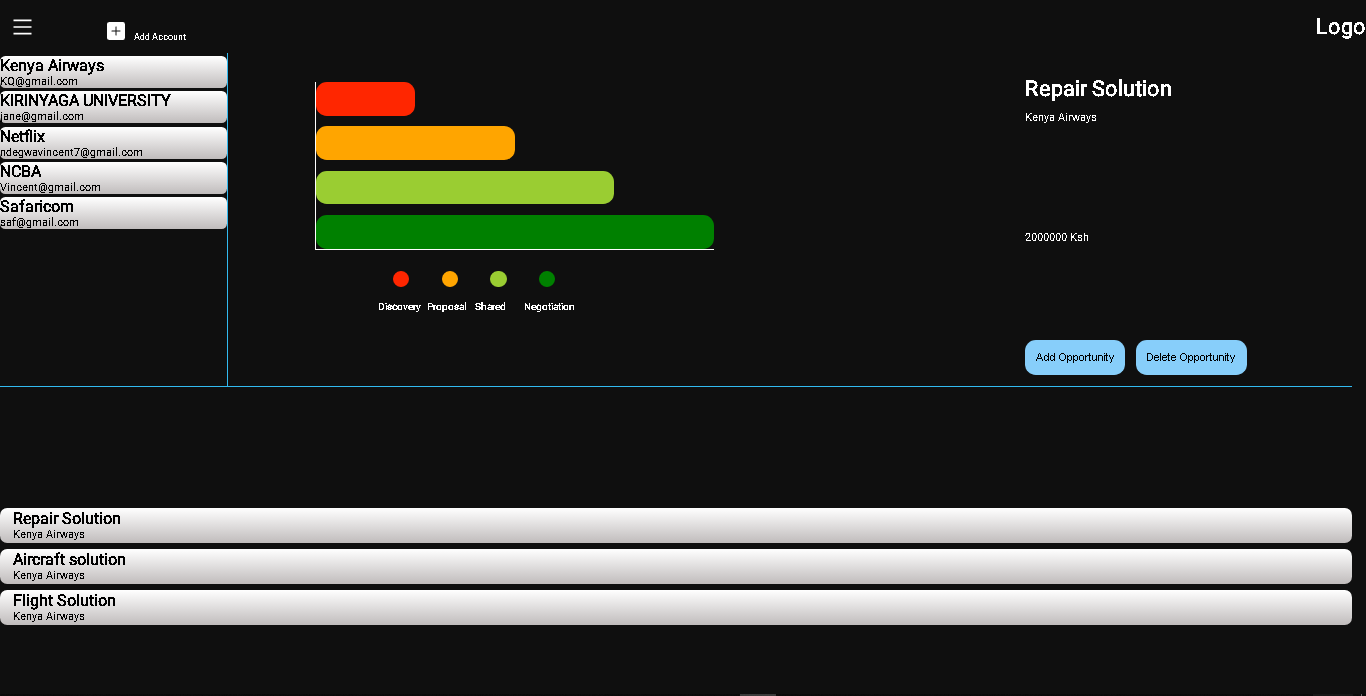 Add Account
Logo
Kenya Airways
KQ@gmail.com
KIRINYAGA UNIVERSITY
jane@gmail.com
Netflix
ndegwavincent7@gmail.com
NCBA
Vincent@gmail.com
Safaricom
saf@gmail.com
Discovery Proposal Shared Negotiation
Repair Solution
Kenya Airways
2000000 Ksh
Add Opportunity Delete Opportunity
Repair Solution
Kenya Airways
Aircraft solution
Kenya Airways
Flight Solution
Kenya Airways